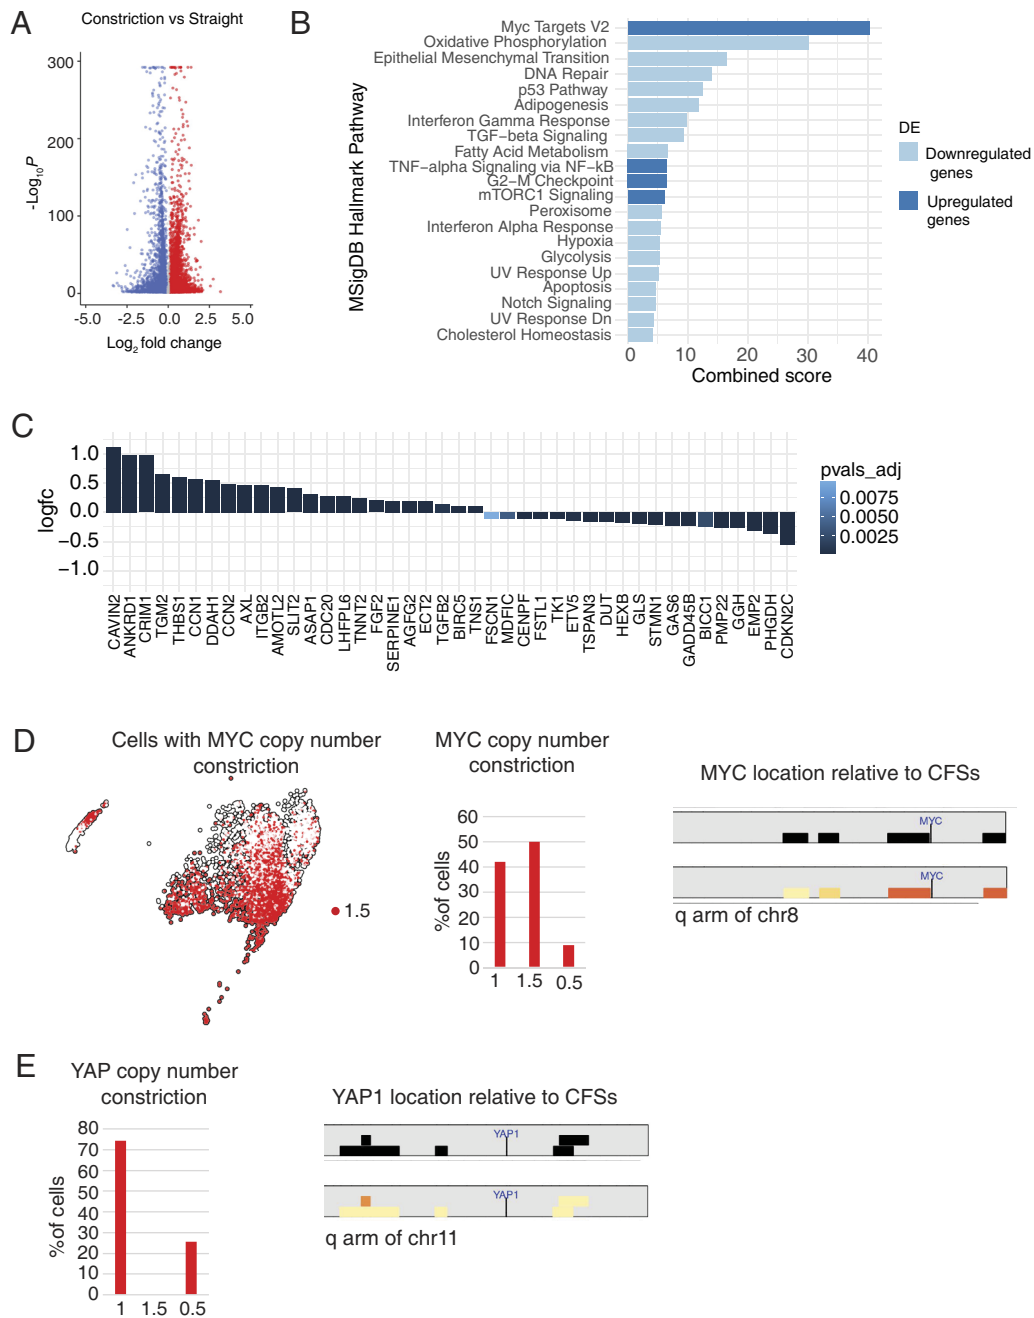 A
Constriction vs Straight
300
200
100
0
-Log10P
-5.0
-2.5
0.0
2.5
5.0
Log2 fold change
B
MSigDB Hallmark Pathway
Myc Targets V2
Oxidative Phosphorylation
Epithelial Mesenchymal Transition
DNA Repair
p53 Pathway
Adipogenesis
Interferon Gamma Response
TGF−beta Signaling
Fatty Acid Metabolism
TNF−alpha Signaling via NF−kB
G2−M Checkpoint
mTORC1 Signaling
Peroxisome
Interferon Alpha Response
Hypoxia
Glycolysis
UV Response Up
Apoptosis
Notch Signaling
UV Response Dn
Cholesterol Homeostasis
0
10
20
30
40
Combined score
DE
Downregulated
genes
Upregulated
genes
C
logfc
1.0
0.5
0.0
−0.5
−1.0
CAVIN2
ANKRD1
CRIM1
TGM2
THBS1
CCN1
DDAH1
CCN2
AXL
ITGB2
AMOTL2
SLIT2
ASAP1
CDC20
LHFPL6
TNNT2
FGF2
SERPINE1
AGFG2
ECT2
TGFB2
BIRC5
TNS1
FSCN1
MDFIC
CENPF
FSTL1
TK1
ETV5
TSPAN3
DUT
HEXB
GLS
STMN1
GAS6
GADD45B
BICC1
PMP22
GGH
EMP2
PHGDH
CDKN2C
pvals_adj
0.0075
0.0050
0.0025
D
Cells with MYC copy number
constriction
1.5
MYC copy number
constriction
%of cells
60
50
40
30
20
10
0
1
1.5
0.5
MYC location relative to CFSs
MYC
MYC
q arm of chr8
E
YAP copy number
constriction
%of cells
80
70
60
50
40
30
20
10
0
1
1.5
0.5
YAP1 location relative to CFSs
YAP1
YAP1
q arm of chr11